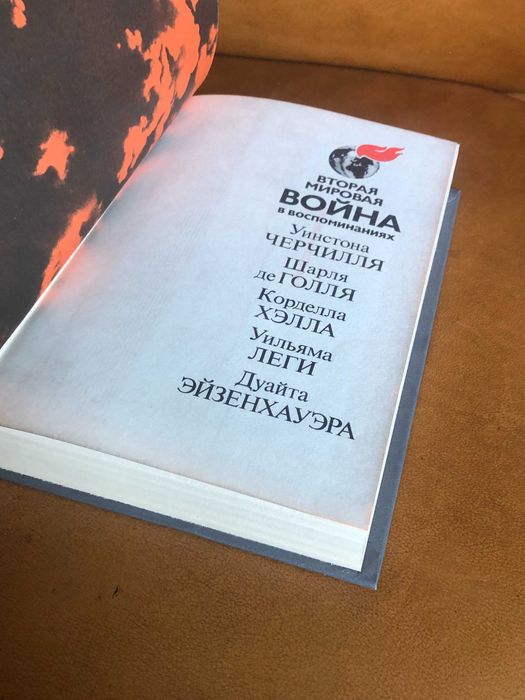 ВТОРАЯ
МИРОВАЯ
ВОЙНА
в воспоминаниях
Уинстона
ЧЕРЧИЛЛЯ
Шарля
де ГОЛЛЯ
Корделла
ХЭЛЛА
Уильяма
ЛЕГИ
Дуайта
ЭЙЗЕНХАУЭРА